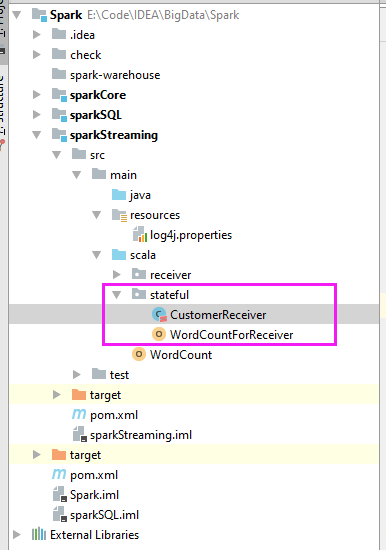 Spark E:\Code\IDEA\BigData\Spark
.idea
check
spark-warehouse
sparkCore
sparkSQL
sparkStreaming
src
main
java
resources
log4j.properties
scala
receiver
stateful
CustomerReceiver
WordCountForReceiver
WordCount
test
target
pom.xml
sparkStreaming.iml
target
pom.xml
Spark.iml
sparkSQL.iml
External Libraries